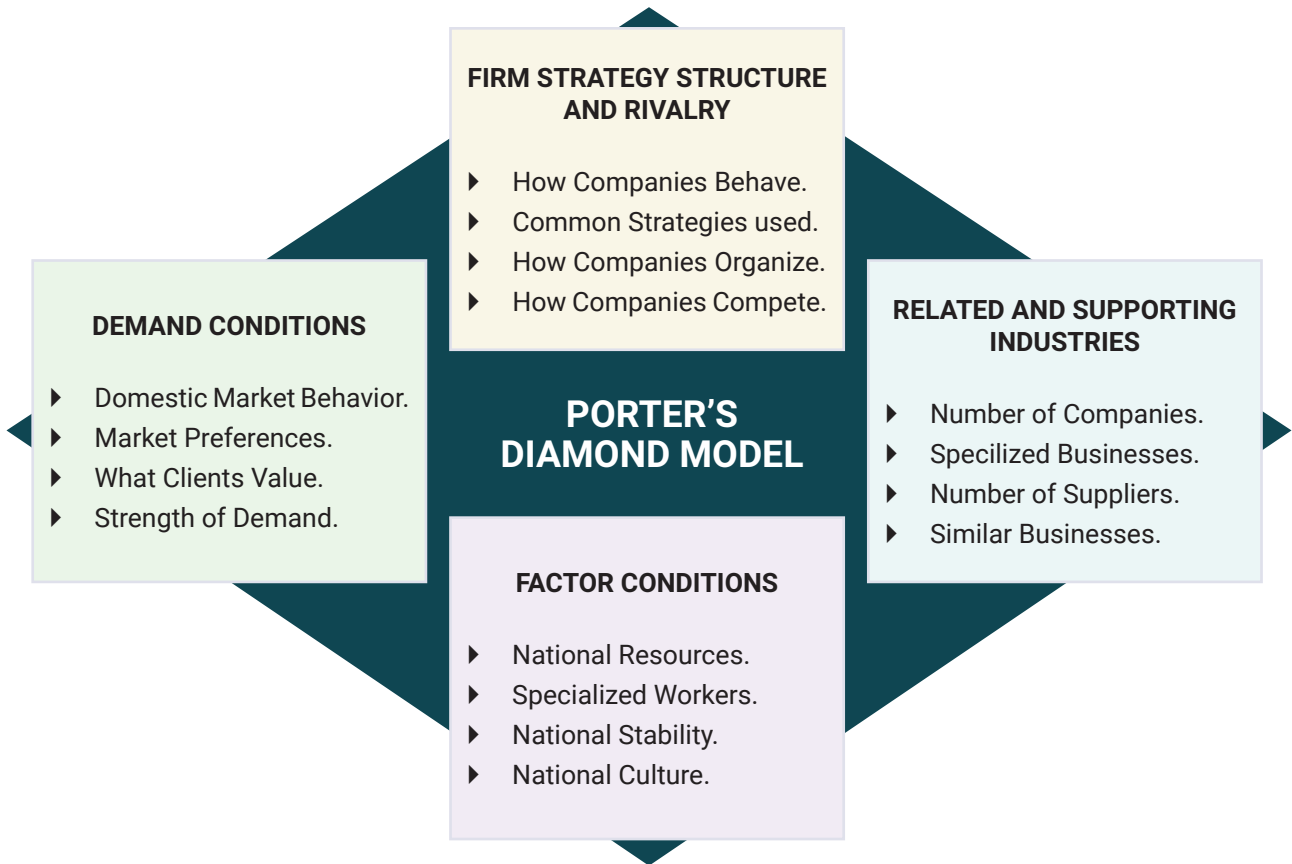 FIRM STRATEGY STRUCTURE
AND RIVALRY
How Companies Behave.
Common Strategies used.
How Companies Organize.
How Companies Compete.
DEMAND CONDITIONS
Domestic Market Behavior.
Market Preferences.
What Clients Value.
Strength of Demand.
PORTER’S
DIAMOND MODEL
RELATED AND SUPPORTING
INDUSTRIES
Number of Companies.
Specilized Businesses.
Number of Suppliers.
Similar Businesses.
FACTOR CONDITIONS
National Resources.
Specialized Workers.
National Stability.
National Culture.